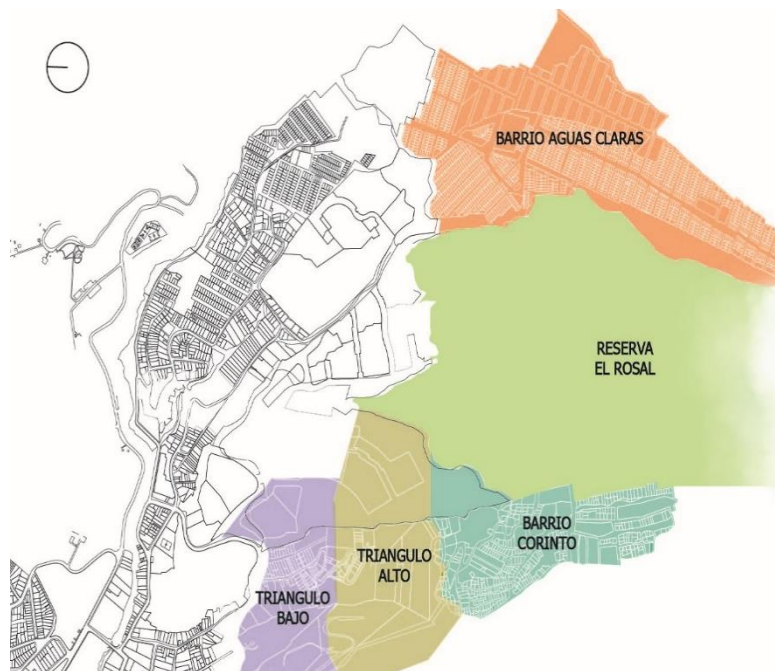 BARRIO AGUAS CLARAS
RESERVA
EL ROSAL
BARRIO
CORINTO
TRIANGULO
ALTO
TRIANGULO
BAJO